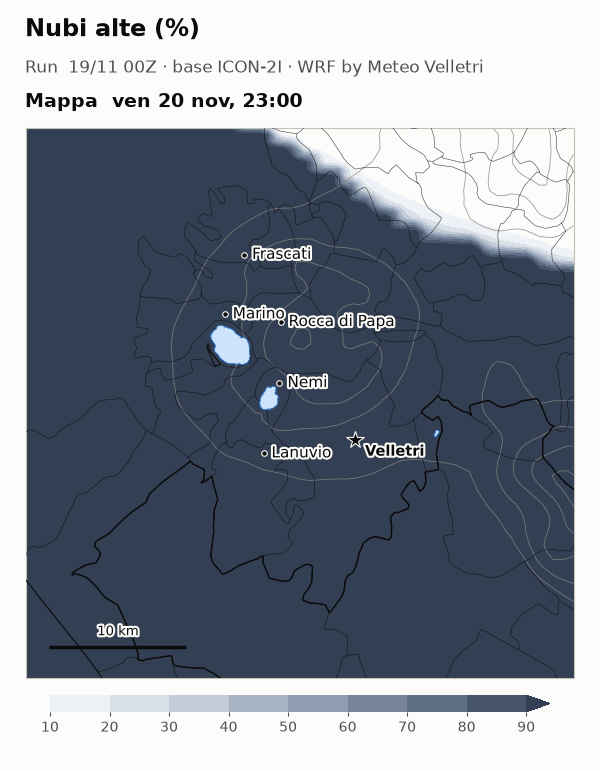 Nubi alte (%)
Run  19/11 00Z · base ICON-2I · WRF by Meteo Velletri
Mappa  ven 20 nov, 23:00
Frascati
Marino
Rocca di Papa
Nemi
Velletri
Lanuvio
10 km
10 20 30 40 50 60 70 80 90